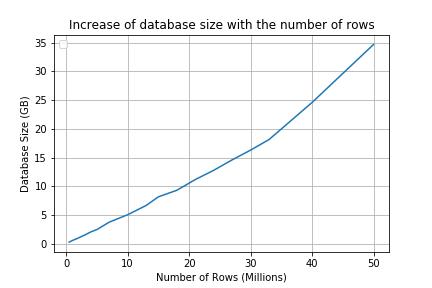 Increase of database size with the number of rows
Database Size (GB)
35
30
25
20
15
10
5
0
0 10 20 30 40 50
Number of Rows (Millions)